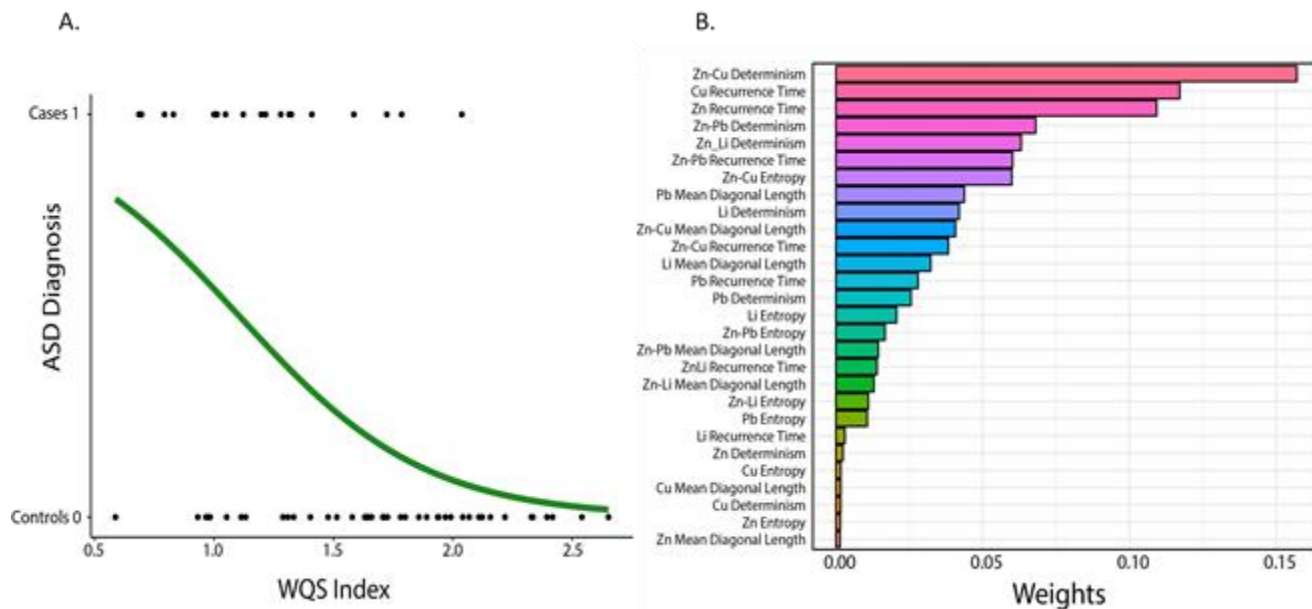 A.
Cases 1
Controls 0
ASD Diagnosis
0.5 1.0 1.5 2.0 2.5
WQS Index
B.
Zn-Cu Determinism
Cu Recurrence Time
Zn Recurrence Time
Zn-Pb Determinism
Zn_Li Determinism
Zn-Pb Recurrence Time
Zn-Cu Entropy
Pb Mean Diagonal Length
Li Determinism
Zn-Cu Mean Diagonal Length
Zn-Cu Recurrence Time
Li Mean Diagonal Length
Pb Recurrence Time
Pb Determinism
Li Entropy
Zn-Pb Entropy
Zn-Pb Mean Diagonal Length
ZnLi Recurrence Time
Zn-Li Mean Diagonal Length
Zn-Li Entropy
Pb Entropy
Li Recurrence Time
Zn Determinism
Cu Entropy
Cu Mean Diagonal Length
Cu Determinism
Zn Entropy
Zn Mean Diagonal Length
0.00 0.05 0.10 0.15
Weights